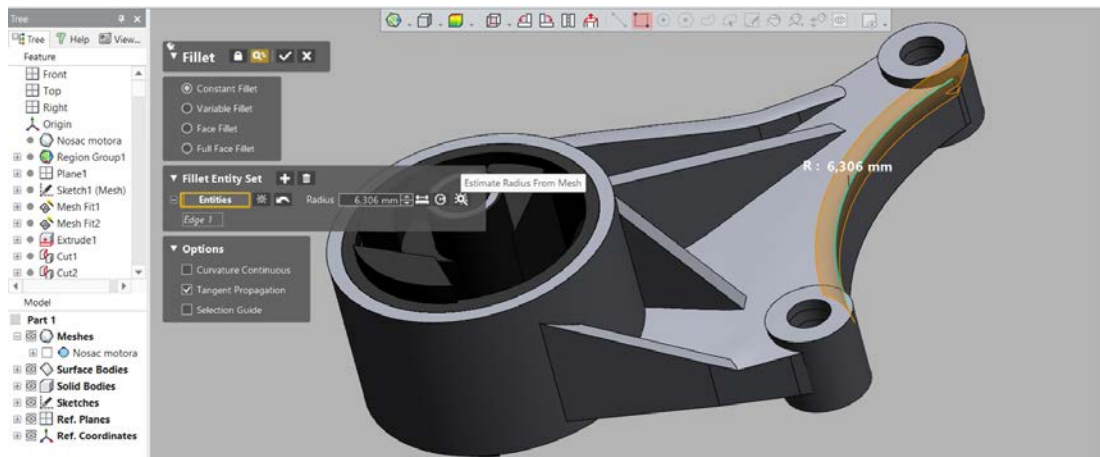 Tree
Tree
Help
View...
Feature
Front
Top
Right
Origin
Nosac motora
Region Group1
Plane1
Sketch1 (Mesh)
Mesh Fit1
Mesh Fit2
Extrude1
Cut1
Cut2
Model
Part 1
Meshes
Nosac motora
Surface Bodies
Solid Bodies
Sketches
Ref. Planes
Ref. Coordinates
Fillet
Constant Fillet
Variable Fillet
Face Fillet
Full Face Fillet
Fillet Entity Set
Estimate Radius From Mesh
Entities
Radius
6.306 mm
Edge 1
Options
Curvature Continuous
Tangent Propagation
Selection Guide
R : 6,306 mm